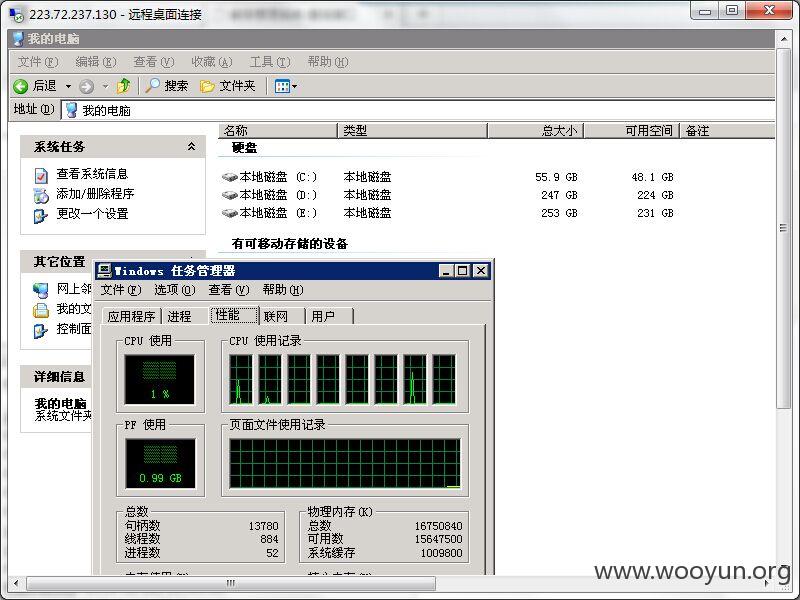 223.72.237.130 - 远程桌面连接
我的电脑
文件(F) 编辑(E) 查看(V) 收藏(A) 工具(T) 帮助(H)
后退 搜索 文件夹
地址(D) 我的电脑
系统任务
查看系统信息
添加/删除程序
更改一个设置
其它位置
网上邻
我的文
控制面
详细信息
我的电脑
系统文件夹
名称 类型 总大小 可用空间 备注
硬盘
本地磁盘 (C:) 本地磁盘 55.9 GB 48.1 GB
本地磁盘 (D:) 本地磁盘 247 GB 224 GB
本地磁盘 (E:) 本地磁盘 253 GB 231 GB
有可移动存储的设备
Windows 任务管理器
文件(F) 选项(O) 查看(V) 帮助(H)
应用程序 进程 性能 联网 用户
CPU 使用 CPU 使用记录
1 %
PF 使用 页面文件使用记录
0.99 GB
总数
句柄数 13780
线程数 884
进程数 52
物理内存(K)
总数 16750840
可用数 15647500
系统缓存 1009800
www.wooyun.org